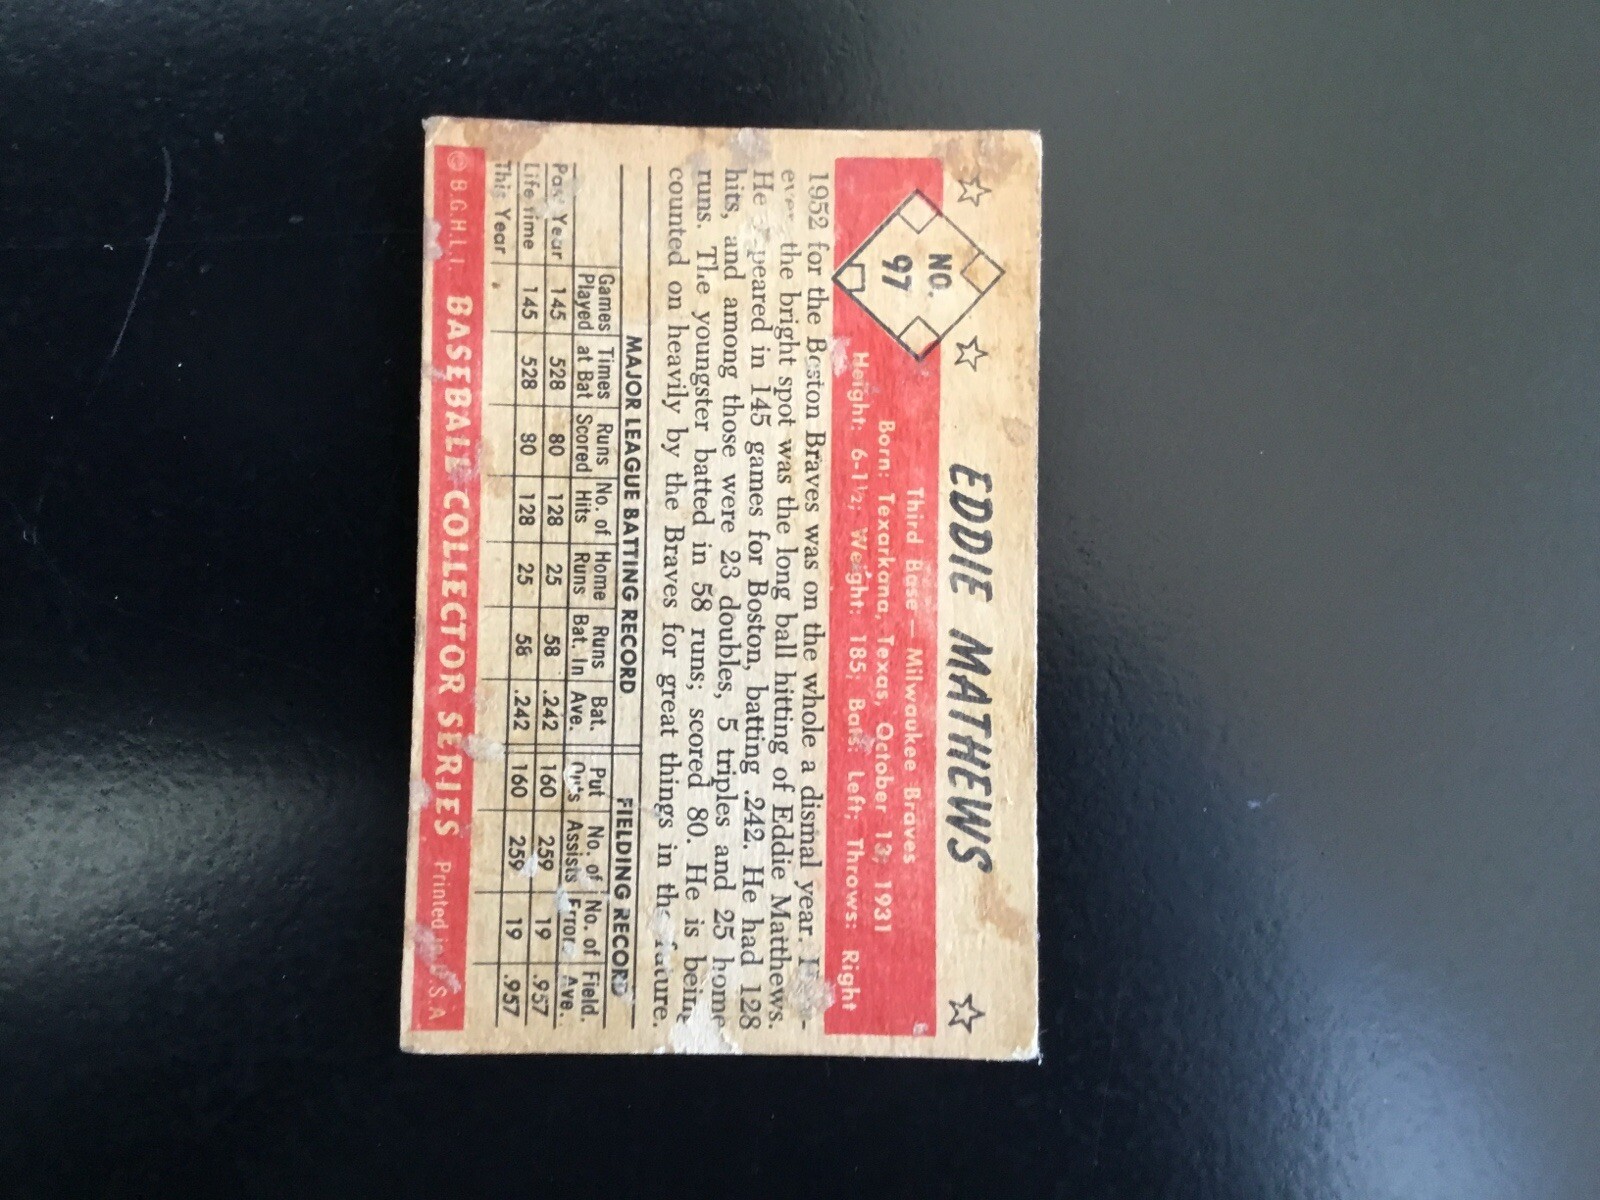 EDDIE MATHEWS
NO.
97
Third Base — Milwaukee Braves
Born: Texarkana, Texas, October 13, 1931
Height: 6-1½; Weight: 185; Bats: Left; Throws: Right
1952 for the Boston Braves was on the whole a dismal year.
the bright spot was the long ball hitting of Eddie Matthews.
He in 145 games for Boston, batting .242. He had 128
hits, and among those were 23 doubles, 5 triples and 25 home
runs. The youngster batted in 58 runs; scored 80. He is being
counted on heavily by the Braves for great things in the future.
MAJOR LEAGUE BATTING RECORD FIELDING RECORD
Games Times Runs No. of Home Runs Bat. Put No. of No. of Field.
Played at Bat Scored Hits Runs Bat. In Ave. Outs Assists Error Ave.
Past Year 145 528 80 128 25 58 .242 160 259 19 .957
Life time 145 528 80 128 25 58 .242 160 259 19 .957
This Year
© B.G.H.L.I. BASEBALL COLLECTOR SERIES Printed in U.S.A.